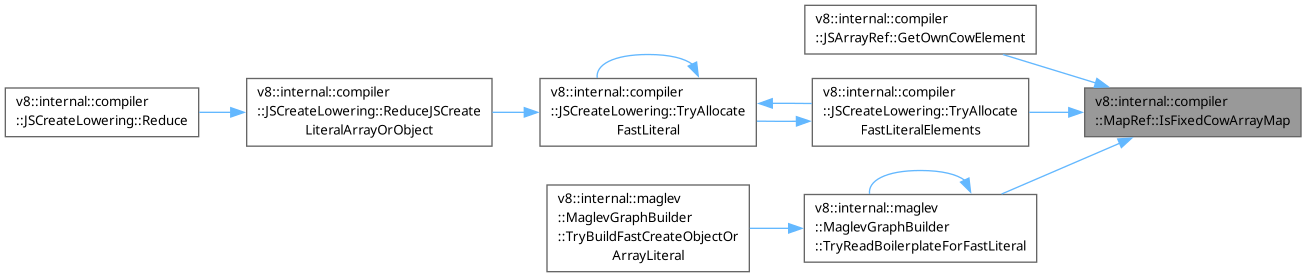 v8::internal::compiler
::JSArrayRef::GetOwnCowElement
v8::internal::compiler
::JSCreateLowering::Reduce
v8::internal::compiler
::JSCreateLowering::ReduceJSCreate
LiteralArrayOrObject
v8::internal::compiler
::JSCreateLowering::TryAllocate
FastLiteral
v8::internal::compiler
::JSCreateLowering::TryAllocate
FastLiteralElements
v8::internal::compiler
::MapRef::IsFixedCowArrayMap
v8::internal::maglev
::MaglevGraphBuilder
::TryBuildFastCreateObjectOr
ArrayLiteral
v8::internal::maglev
::MaglevGraphBuilder
::TryReadBoilerplateForFastLiteral